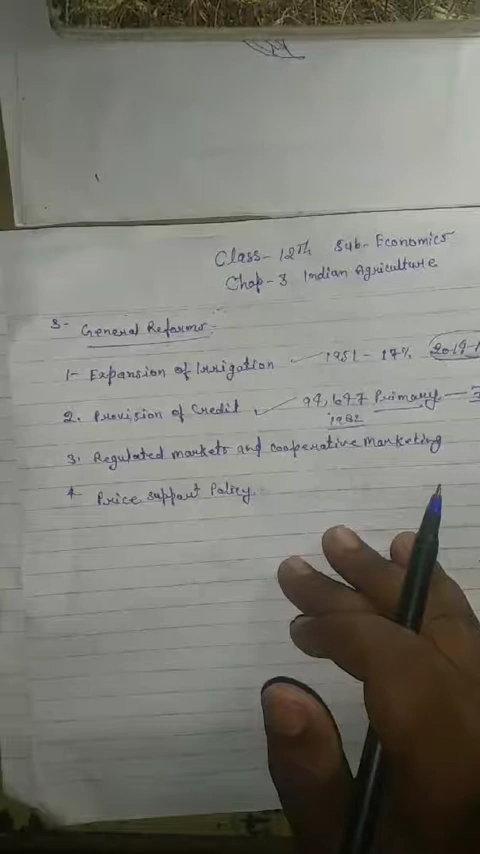 Class- 12th Sub- Economics
Chap-3 Indian Agriculture
3- General Reforms:-
1- Expansion of Irrigation 1951 - 17%
2. Provision of Credit 94,647 Primary
1982
3. Regulated markets and cooperative marketing
4 Price support Policy